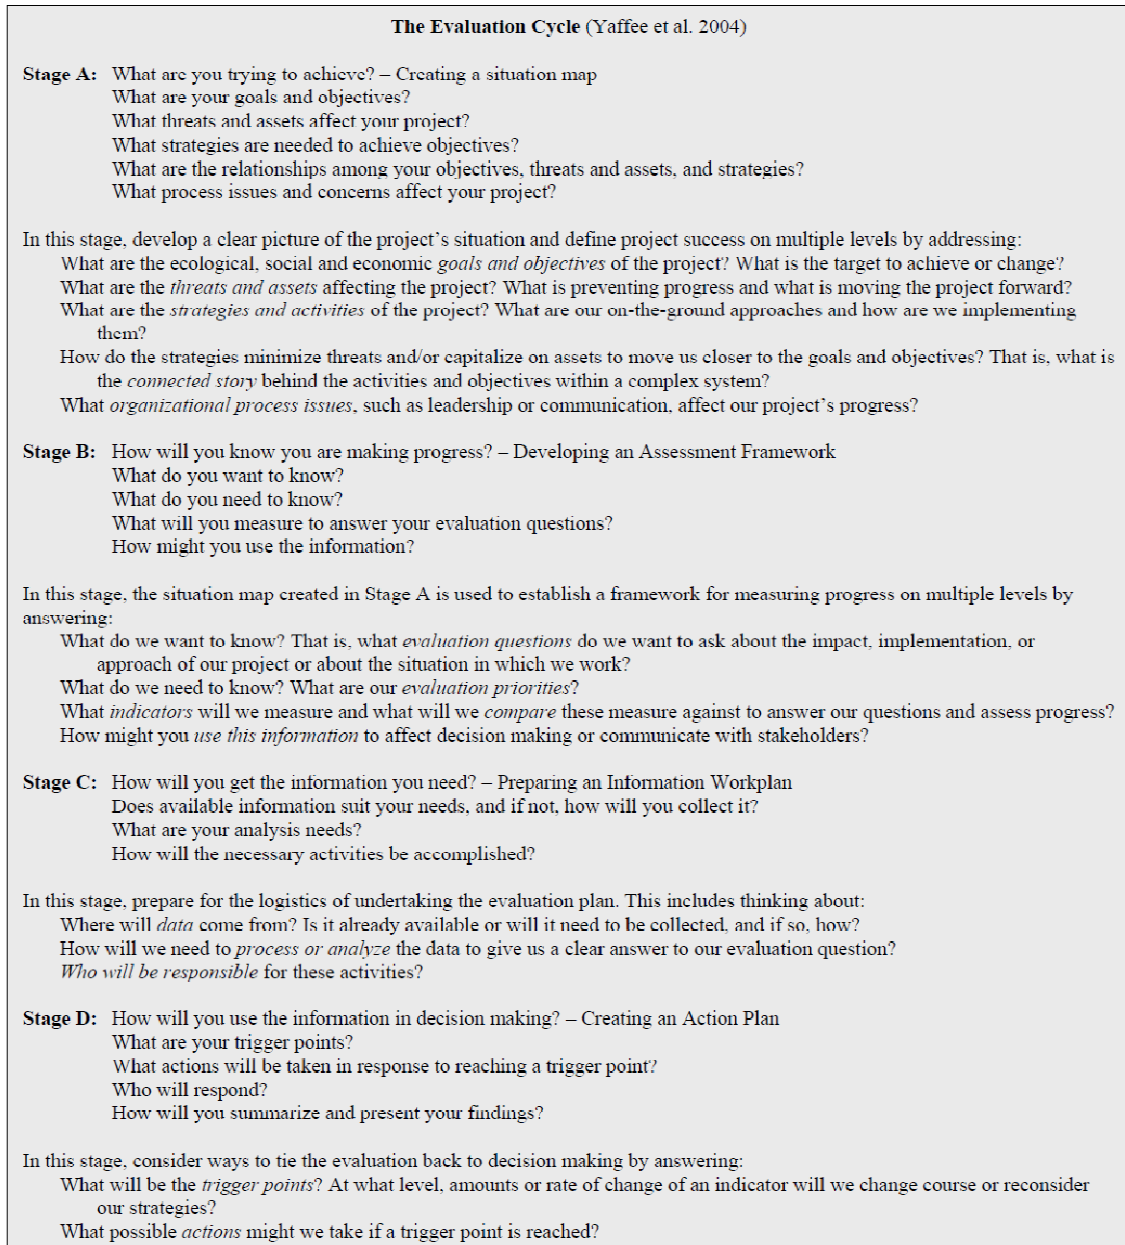 The Evaluation Cycle (Yaffee et al. 2004)
Stage A: What are you trying to achieve? – Creating a situation map
What are your goals and objectives?
What threats and assets affect your project?
What strategies are needed to achieve objectives?
What are the relationships among your objectives, threats and assets, and strategies?
What process issues and concerns affect your project?
In this stage, develop a clear picture of the project's situation and define project success on multiple levels by addressing:
What are the ecological, social and economic goals and objectives of the project? What is the target to achieve or change?
What are the threats and assets affecting the project? What is preventing progress and what is moving the project forward?
What are the strategies and activities of the project? What are our on-the-ground approaches and how are we implementing
them?
How do the strategies minimize threats and/or capitalize on assets to move us closer to the goals and objectives? That is, what is
the connected story behind the activities and objectives within a complex system?
What organizational process issues, such as leadership or communication, affect our project's progress?
Stage B: How will you know you are making progress? – Developing an Assessment Framework
What do you want to know?
What do you need to know?
What will you measure to answer your evaluation questions?
How might you use the information?
In this stage, the situation map created in Stage A is used to establish a framework for measuring progress on multiple levels by
answering:
What do we want to know? That is, what evaluation questions do we want to ask about the impact, implementation, or
approach of our project or about the situation in which we work?
What do we need to know? What are our evaluation priorities?
What indicators will we measure and what will we compare these measure against to answer our questions and assess progress?
How might you use this information to affect decision making or communicate with stakeholders?
Stage C: How will you get the information you need? – Preparing an Information Workplan
Does available information suit your needs, and if not, how will you collect it?
What are your analysis needs?
How will the necessary activities be accomplished?
In this stage, prepare for the logistics of undertaking the evaluation plan. This includes thinking about:
Where will data come from? Is it already available or will it need to be collected, and if so, how?
How will we need to process or analyze the data to give us a clear answer to our evaluation question?
Who will be responsible for these activities?
Stage D: How will you use the information in decision making? – Creating an Action Plan
What are your trigger points?
What actions will be taken in response to reaching a trigger point?
Who will respond?
How will you summarize and present your findings?
In this stage, consider ways to tie the evaluation back to decision making by answering:
What will be the trigger points? At what level, amounts or rate of change of an indicator will we change course or reconsider
our strategies?
What possible actions might we take if a trigger point is reached?